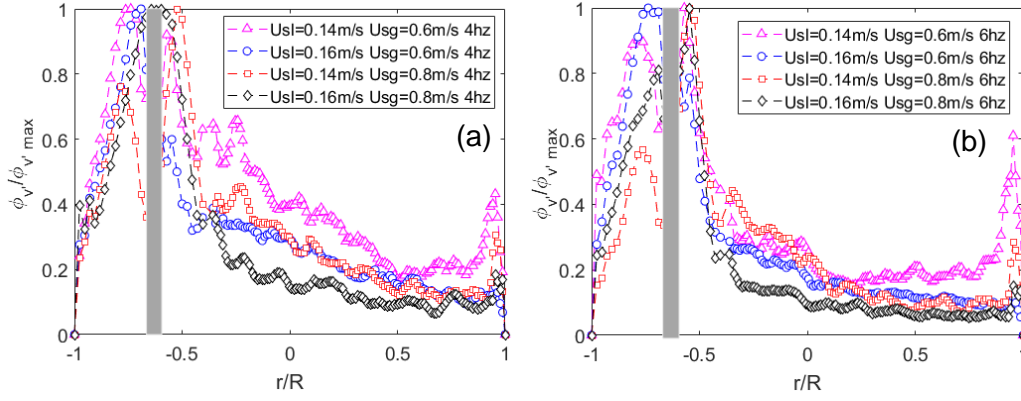 Usl=0.14m/s Usg=0.6m/s 4hz
Usl=0.16m/s Usg=0.6m/s 4hz
Usl=0.14m/s Usg=0.8m/s 4hz
Usl=0.16m/s Usg=0.8m/s 4hz
(a)
ϕv'/ϕv' max
1
0.8
0.6
0.4
0.2
0
-1
-0.5
0
0.5
1
r/R
Usl=0.14m/s Usg=0.6m/s 6hz
Usl=0.16m/s Usg=0.6m/s 6hz
Usl=0.14m/s Usg=0.8m/s 6hz
Usl=0.16m/s Usg=0.8m/s 6hz
(b)
ϕv'/ϕv' max
1
0.8
0.6
0.4
0.2
0
-1
-0.5
0
0.5
1
r/R